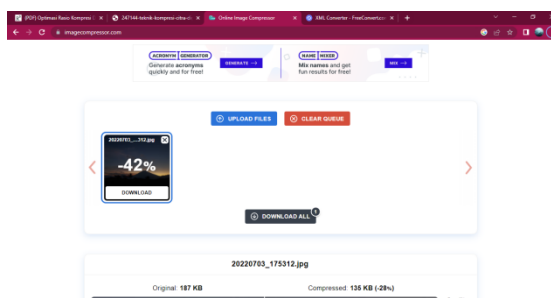 (PDF) Optimasi Rasio Kompresi
247144-teknik-kompresi-citra-di
Online Image Compressor
XML Converter - FreeConvert.co
imagecompressor.com
ACRONYM GENERATOR
Generate acronyms
quickly and for free!
GENERATE →
NAME MIXER
Mix names and get
fun results for free!
MIX →
UPLOAD FILES
CLEAR QUEUE
20220703_...312.jpg
-42%
DOWNLOAD
DOWNLOAD ALL
1
20220703_175312.jpg
Original: 187 KB
Compressed: 135 KB (-28%)